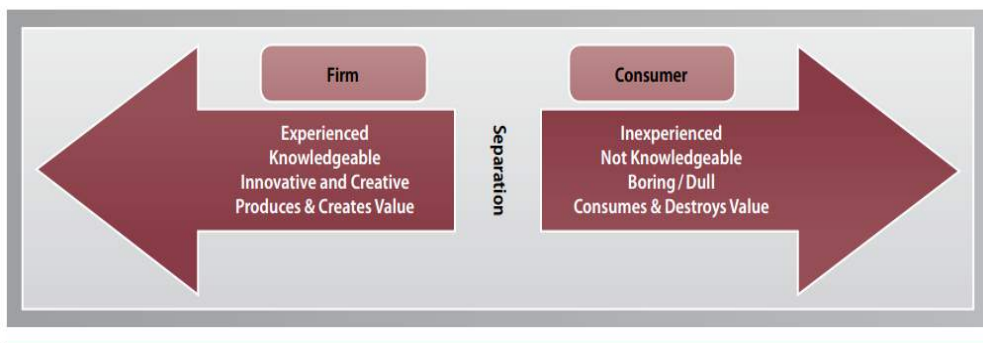 Firm
Experienced
Knowledgeable
Innovative and Creative
Produces & Creates Value
Separation
Consumer
Inexperienced
Not Knowledgeable
Boring / Dull
Consumes & Destroys Value